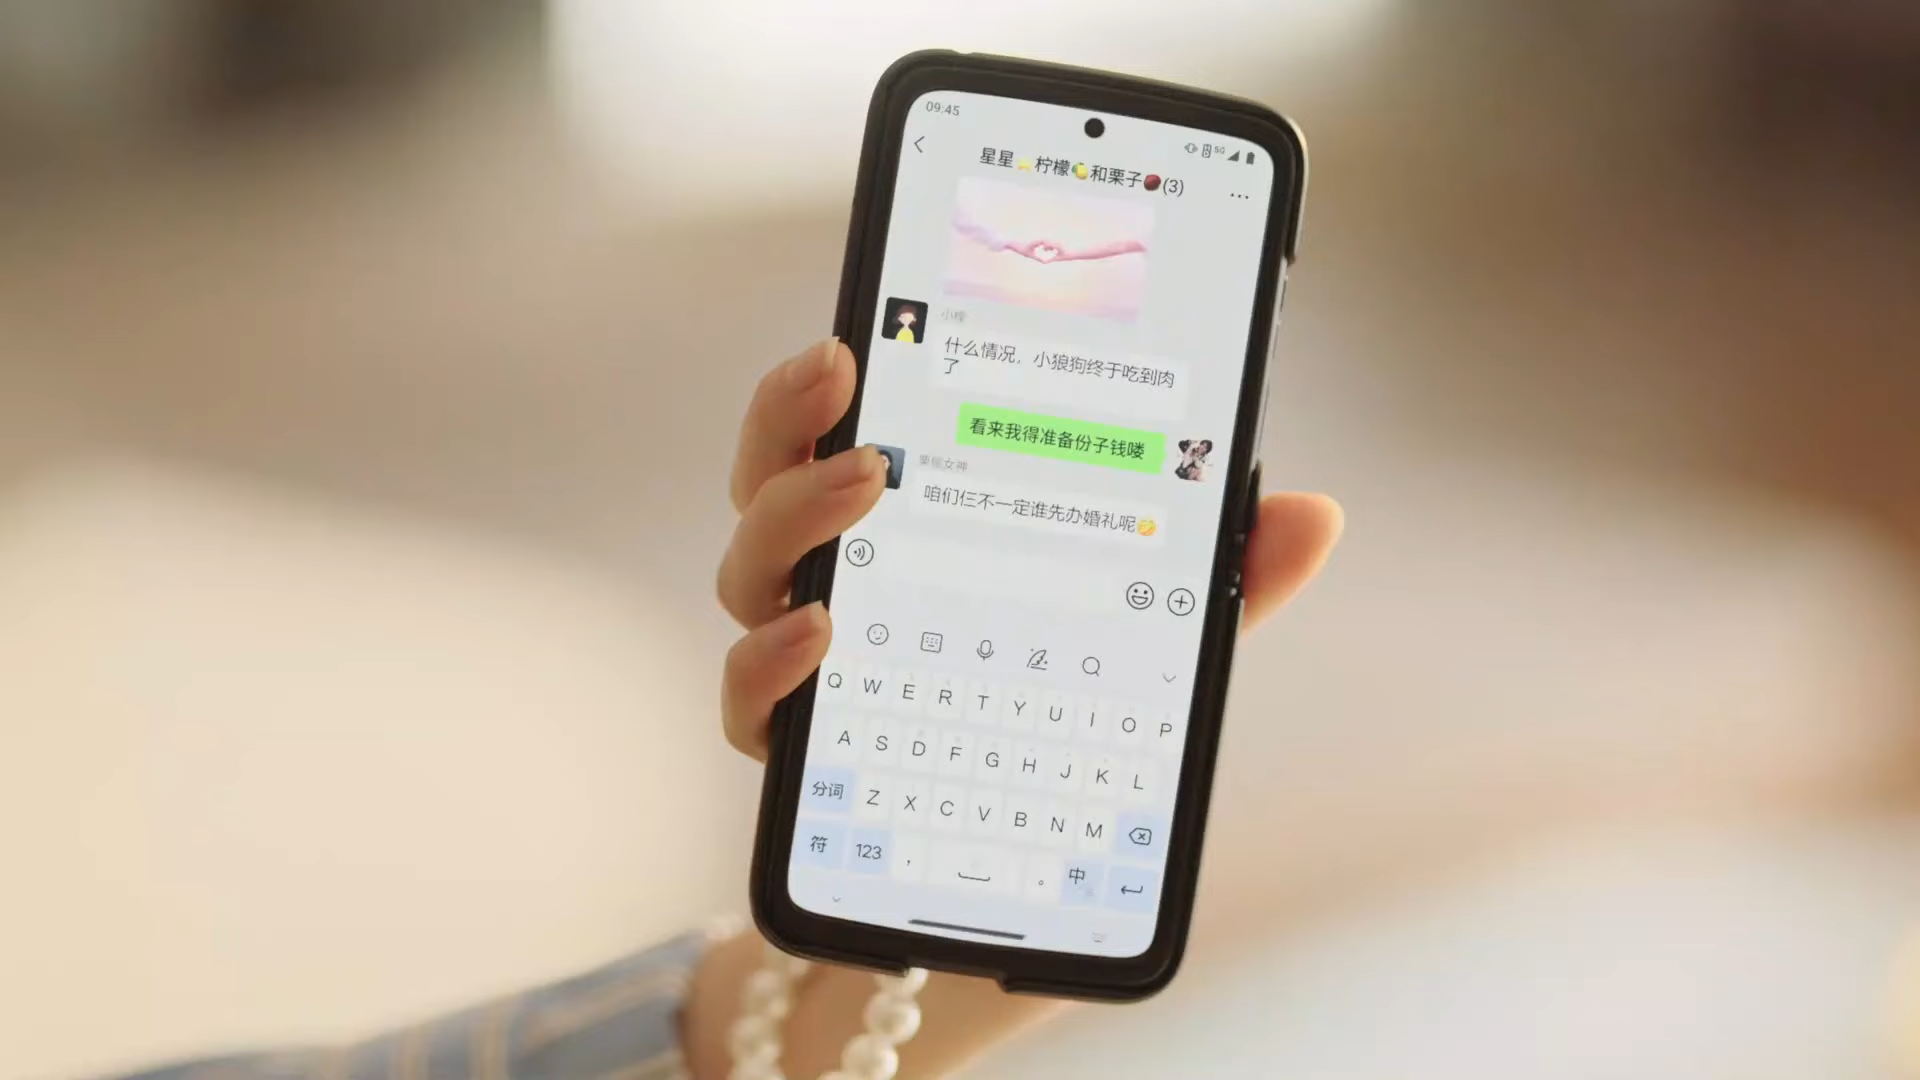 09:45
5G
星星⭐柠檬🍋和栗子🌰(3)
什么情况，小狼狗终于吃到肉
了
看来我得准备份子钱喽
咱们仨不一定谁先办婚礼呢🤭
Q W E R T Y U I O P
A S D F G H J K L
分词 Z X C V B N M
符 123 ， 。 中